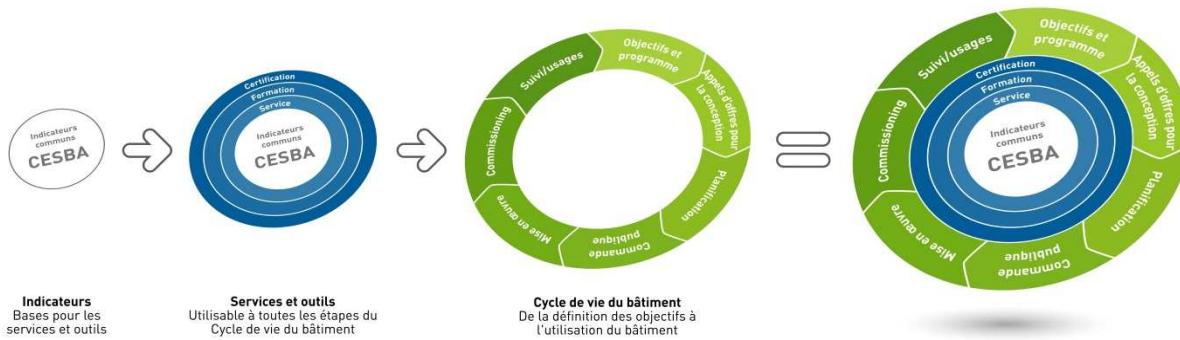 Indicateurs
communs
CESBA
Indicateurs
Bases pour les
services et outils
Certification
Formation
Service
Indicateurs
communs
CESBA
Services et outils
Utilisable à toutes les étapes du
Cycle de vie du bâtiment
Objectifs et
programme
Appels d'offres pour
la conception
Planification
Commande
publique
Mise en œuvre
Commissioning
Suivi/usages
Cycle de vie du bâtiment
De la définition des objectifs à
l'utilisation du bâtiment
Objectifs et
programme
Appels d'offres pour
la conception
Planification
Commande
publique
Mise en œuvre
Commissioning
Suivi/usages
Certification
Formation
Service
Indicateurs
communs
CESBA